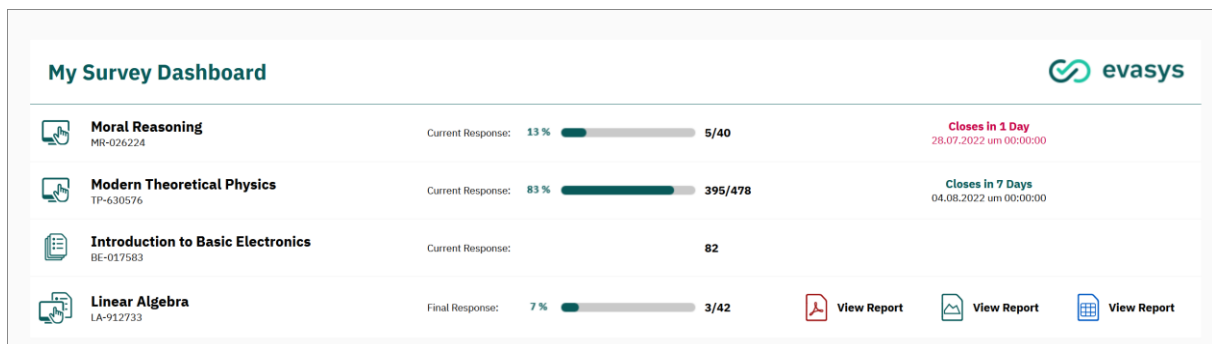 My Survey Dashboard
evasys
Moral Reasoning
MR-026224
Current Response: 13 % 5/40
Closes in 1 Day
28.07.2022 um 00:00:00
Modern Theoretical Physics
TP-630576
Current Response: 83 % 395/478
Closes in 7 Days
04.08.2022 um 00:00:00
Introduction to Basic Electronics
BE-017583
Current Response: 82
Linear Algebra
LA-912733
Final Response: 7 % 3/42
View Report View Report View Report